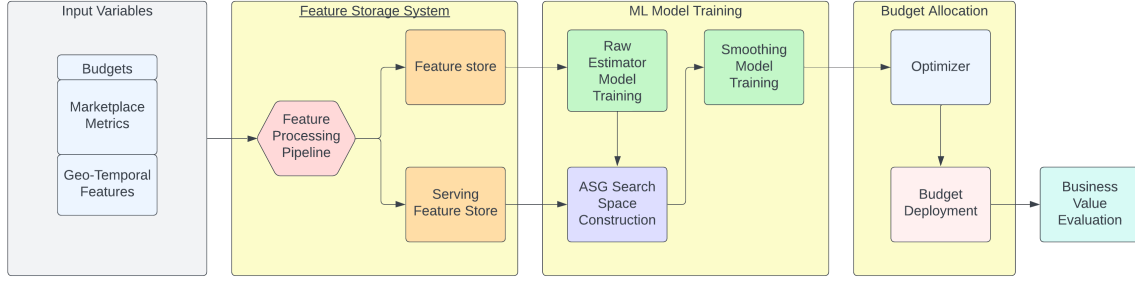 Input Variables
Budgets
Marketplace
Metrics
Geo-Temporal
Features
Feature Storage System
Feature
Processing
Pipeline
Feature store
Serving
Feature Store
ML Model Training
Raw
Estimator
Model
Training
ASG Search
Space
Construction
Smoothing
Model
Training
Budget Allocation
Optimizer
Budget
Deployment
Business
Value
Evaluation